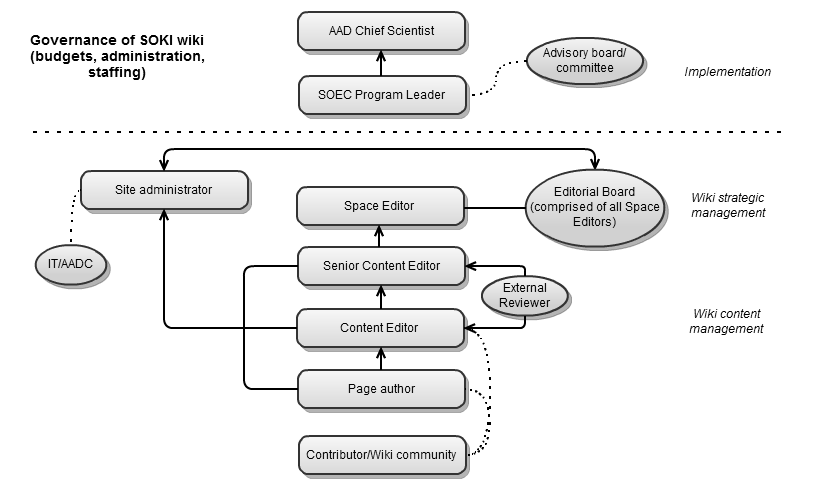 Governance of SOKI wiki
(budgets, administration,
staffing)
AAD Chief Scientist
SOEC Program Leader
Advisory board/
committee
Implementation
Site administrator
Space Editor
Editorial Board
(comprised of all Space
Editors)
Wiki strategic
management
IT/AADC
Senior Content Editor
External
Reviewer
Content Editor
Wiki content
management
Page author
Contributor/Wiki community